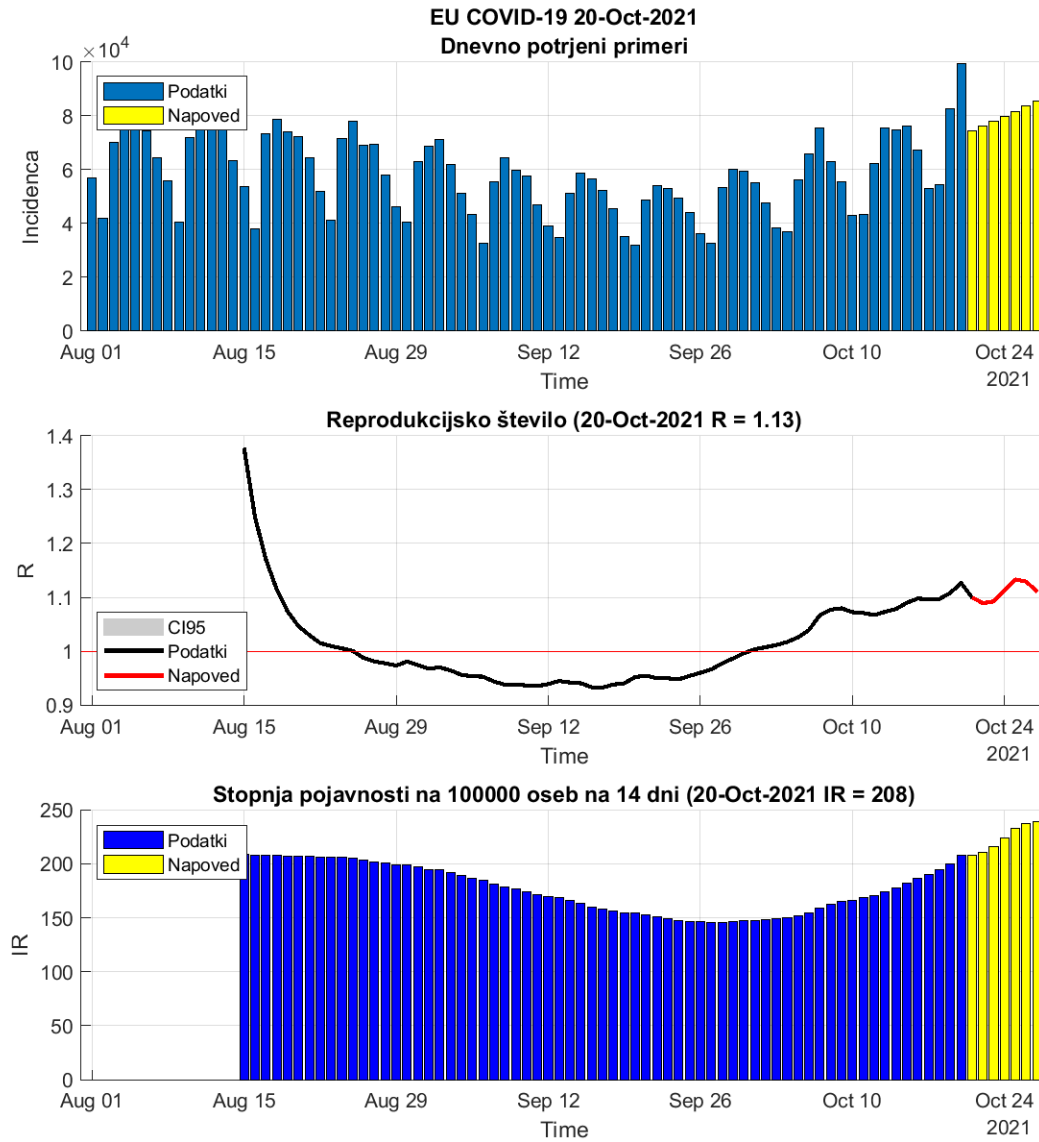 EU COVID-19 20-Oct-2021
Dnevno potrjeni primeri
×10⁴
10
8
6
4
2
0
Incidenca
Podatki
Napoved
Aug 01 Aug 15 Aug 29 Sep 12 Sep 26 Oct 10 Oct 24
2021
Time
Reprodukcijsko število (20-Oct-2021 R = 1.13)
1.4
1.3
1.2
1.1
1
0.9
R
CI95
Podatki
Napoved
Aug 01 Aug 15 Aug 29 Sep 12 Sep 26 Oct 10 Oct 24
2021
Time
Stopnja pojavnosti na 100000 oseb na 14 dni (20-Oct-2021 IR = 208)
250
200
150
100
50
0
IR
Podatki
Napoved
Aug 01 Aug 15 Aug 29 Sep 12 Sep 26 Oct 10 Oct 24
2021
Time